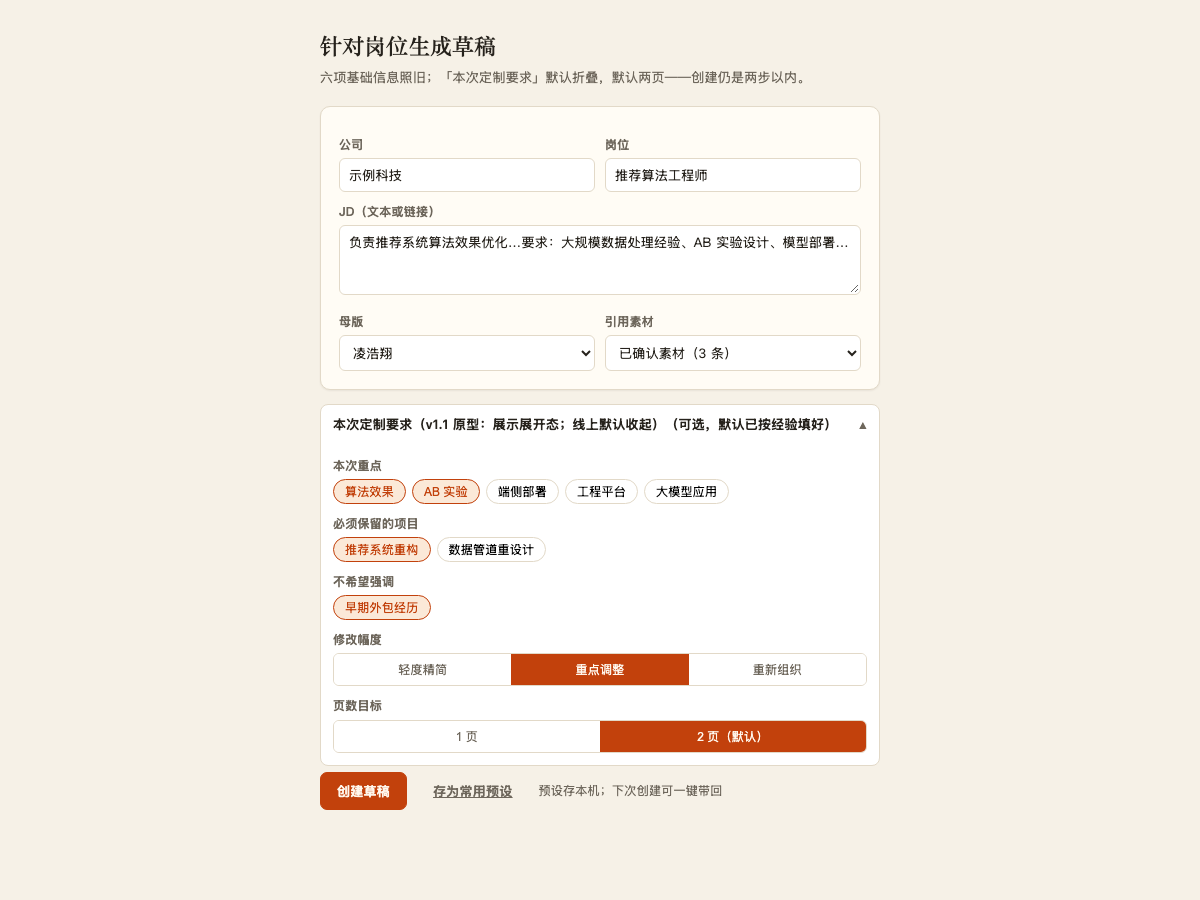 针对岗位生成草稿
六项基础信息照旧；「本次定制要求」默认折叠，默认两页——创建仍是两步以内。
公司
岗位
示例科技
推荐算法工程师
JD（文本或链接）
负责推荐系统算法效果优化…要求：大规模数据处理经验、AB 实验设计、模型部署…
母版
引用素材
凌浩翔
已确认素材（3 条）
本次定制要求（v1.1 原型：展示展开态；线上默认收起）（可选，默认已按经验填好）
▲
本次重点
算法效果
AB 实验
端侧部署
工程平台
大模型应用
必须保留的项目
推荐系统重构
数据管道重设计
不希望强调
早期外包经历
修改幅度
轻度精简
重点调整
重新组织
页数目标
1 页
2 页（默认）
创建草稿
存为常用预设
预设存本机；下次创建可一键带回